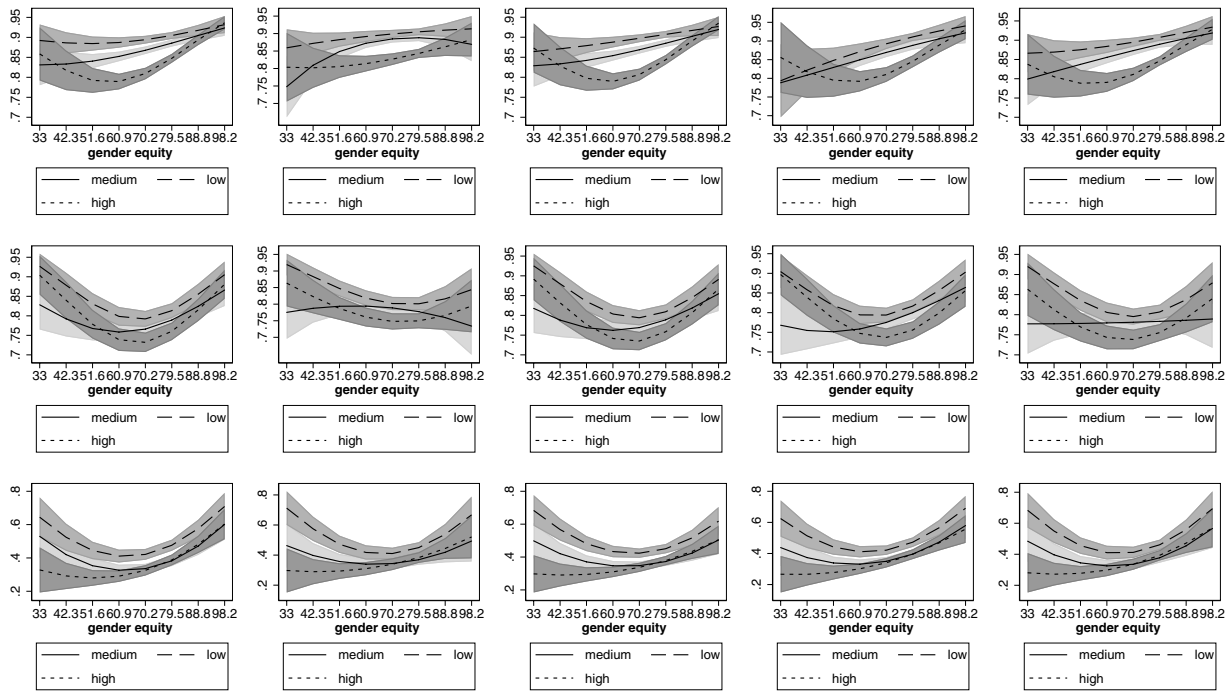 .7 .75 .8 .85 .9 .95
33 42.351.660.970.279.588.898.2
gender equity
medium low
high
.7 .75 .8 .85 .9 .95
33 42.351.660.970.279.588.898.2
gender equity
medium low
high
.7 .75 .8 .85 .9 .95
33 42.351.660.970.279.588.898.2
gender equity
medium low
high
.7 .75 .8 .85 .9 .95
33 42.351.660.970.279.588.898.2
gender equity
medium low
high
.7 .75 .8 .85 .9 .95
33 42.351.660.970.279.588.898.2
gender equity
medium low
high
.7 .75 .8 .85 .9 .95
33 42.351.660.970.279.588.898.2
gender equity
medium low
high
.7 .75 .8 .85 .9 .95
33 42.351.660.970.279.588.898.2
gender equity
medium low
high
.7 .75 .8 .85 .9 .95
33 42.351.660.970.279.588.898.2
gender equity
medium low
high
.7 .75 .8 .85 .9 .95
33 42.351.660.970.279.588.898.2
gender equity
medium low
high
.7 .75 .8 .85 .9 .95
33 42.351.660.970.279.588.898.2
gender equity
medium low
high
.2 .4 .6 .8
33 42.351.660.970.279.588.898.2
gender equity
medium low
high
.2 .4 .6 .8
33 42.351.660.970.279.588.898.2
gender equity
medium low
high
.2 .4 .6 .8
33 42.351.660.970.279.588.898.2
gender equity
medium low
high
.2 .4 .6 .8
33 42.351.660.970.279.588.898.2
gender equity
medium low
high
.2 .4 .6 .8
33 42.351.660.970.279.588.898.2
gender equity
medium low
high